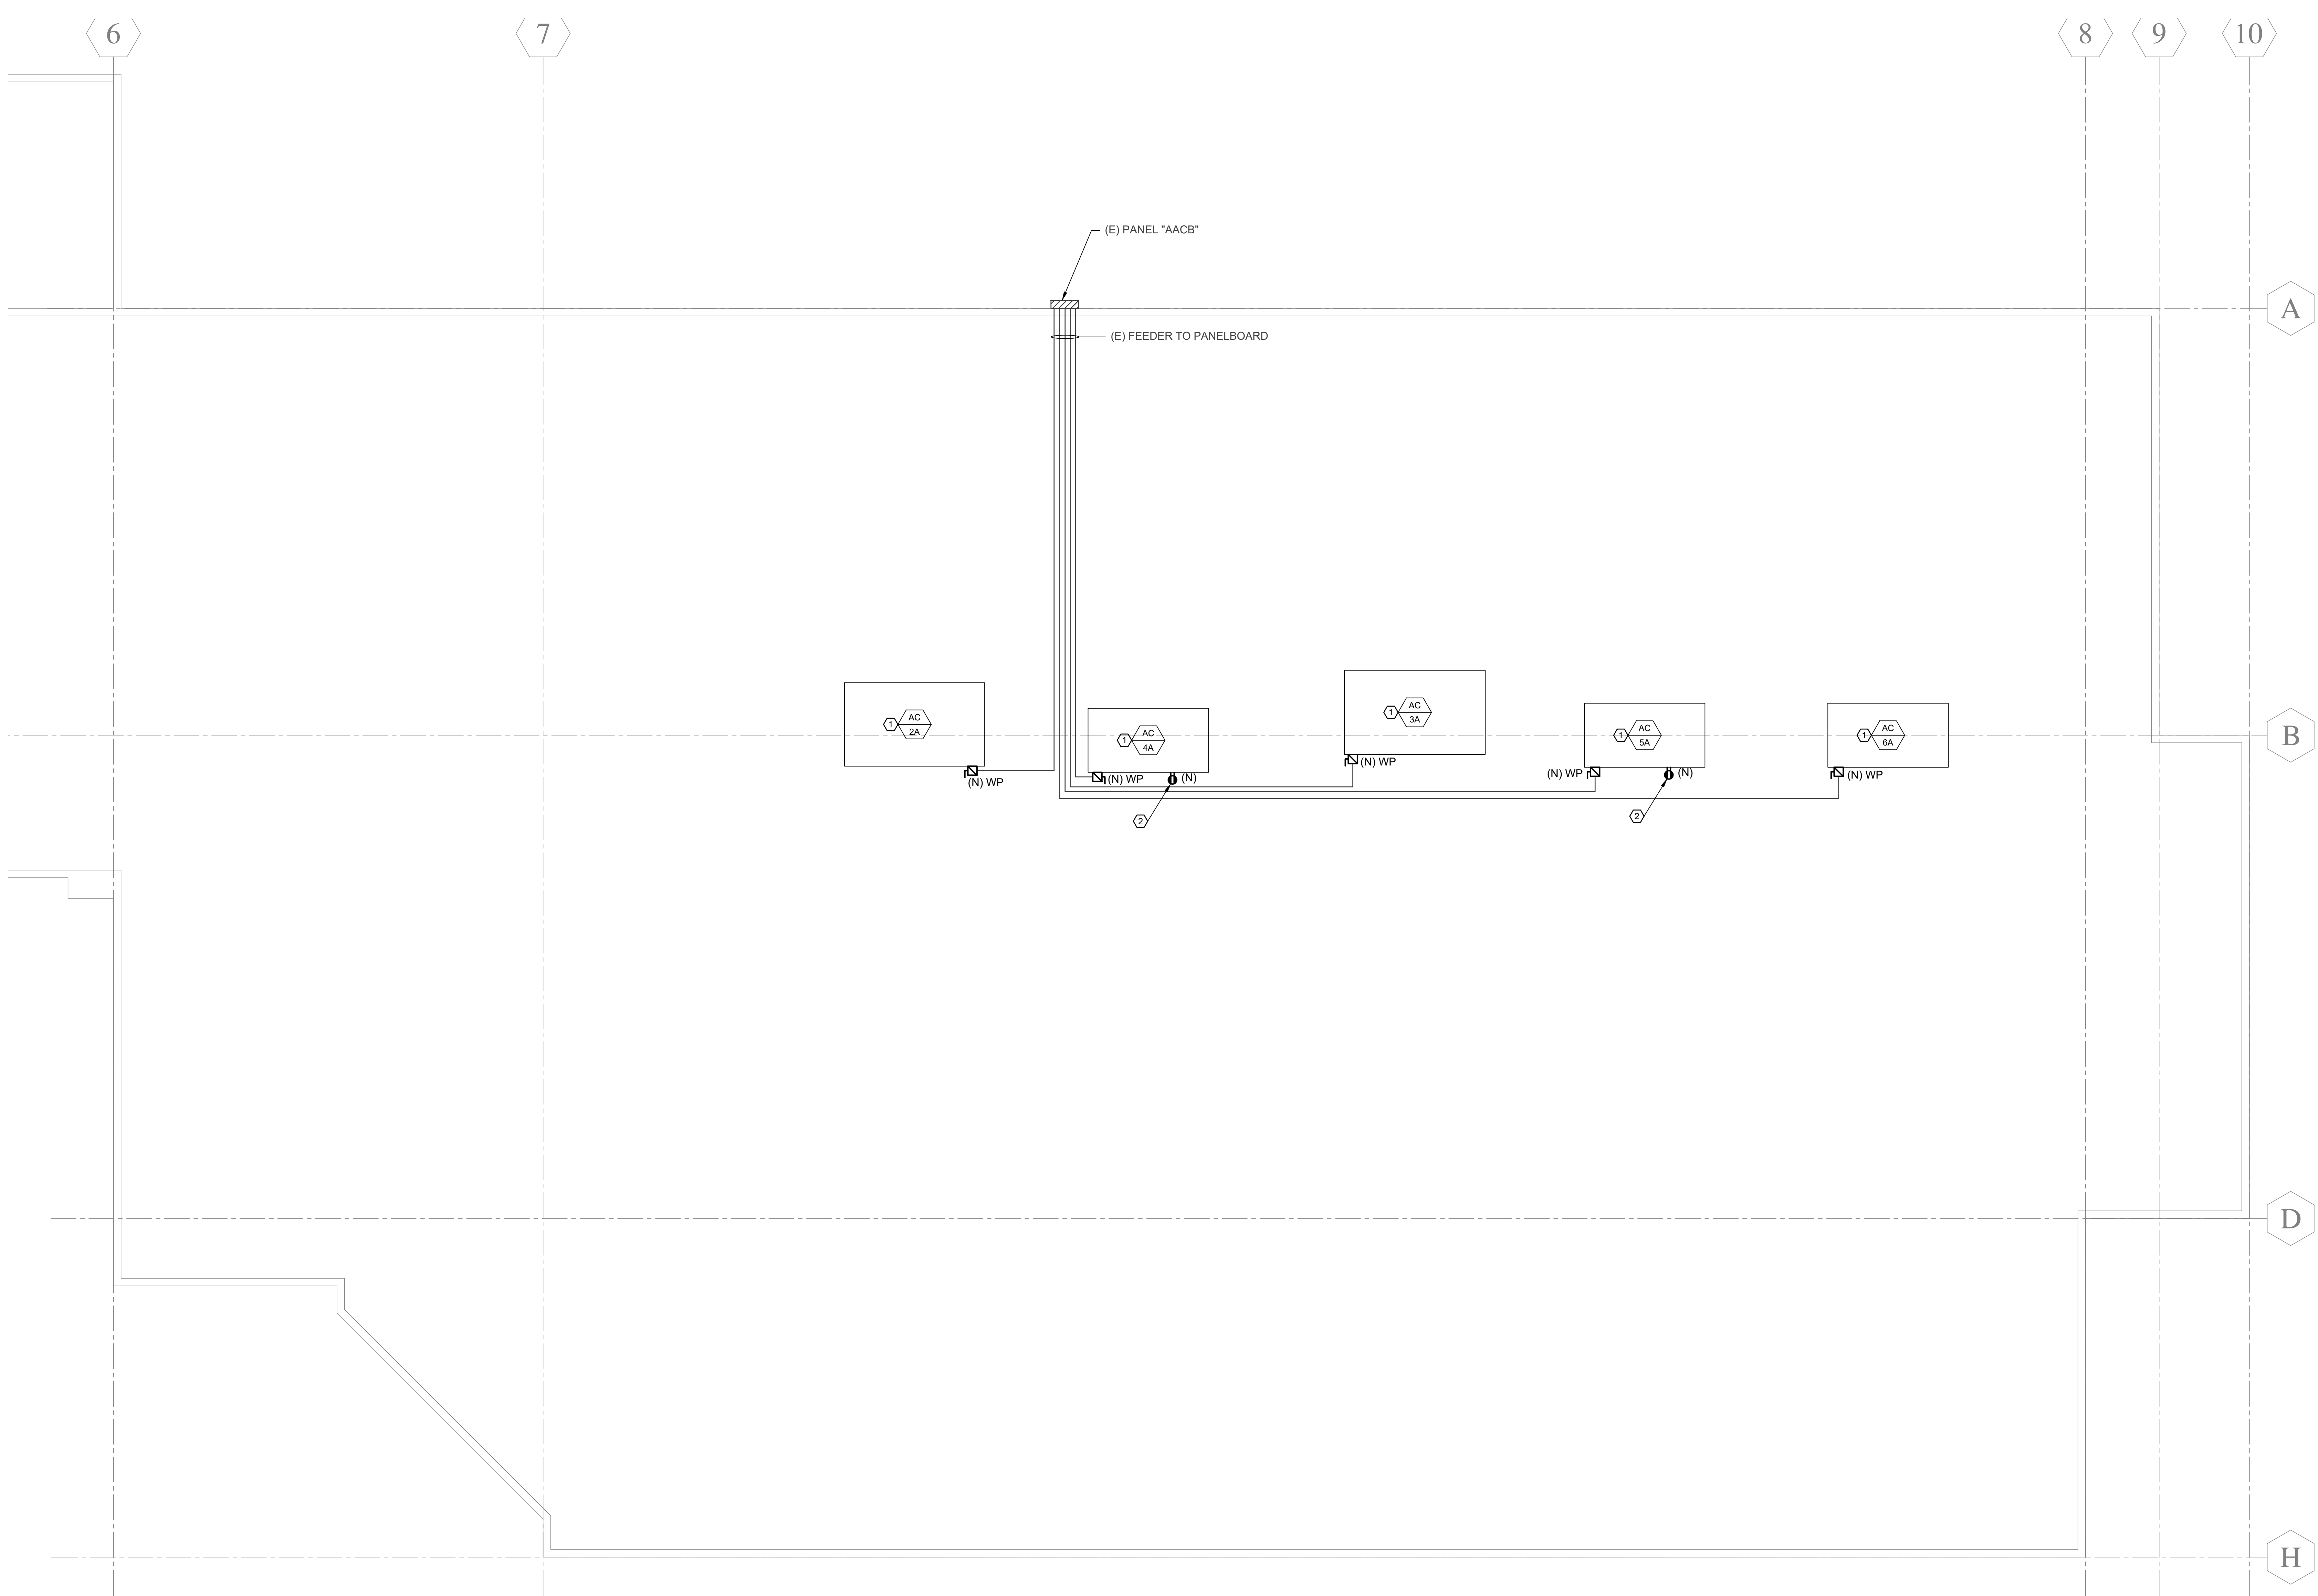 6
7
8
9
10
(E) PANEL "AACB"
A
(E) FEEDER TO PANELBOARD
1
AC
2A
(N) WP
1
AC
4A
(N) WP
(N)
2
1
AC
3A
(N) WP
1
AC
5A
(N) WP
(N)
2
1
AC
6A
(N) WP
B
D
H